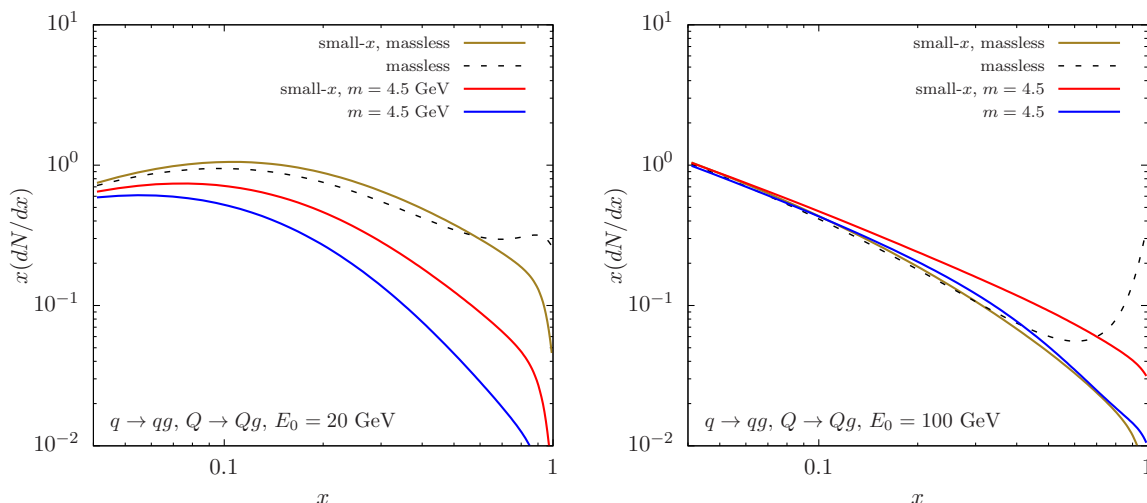 10^1
10^0
10^{-1}
10^{-2}
x(dN/dx)
small-x, massless
massless
small-x, m = 4.5 GeV
m = 4.5 GeV
q → qg, Q → Qg, E_0 = 20 GeV
0.1
1
x
10^1
10^0
10^{-1}
10^{-2}
x(dN/dx)
small-x, massless
massless
small-x, m = 4.5
m = 4.5
q → qg, Q → Qg, E_0 = 100 GeV
0.1
1
x